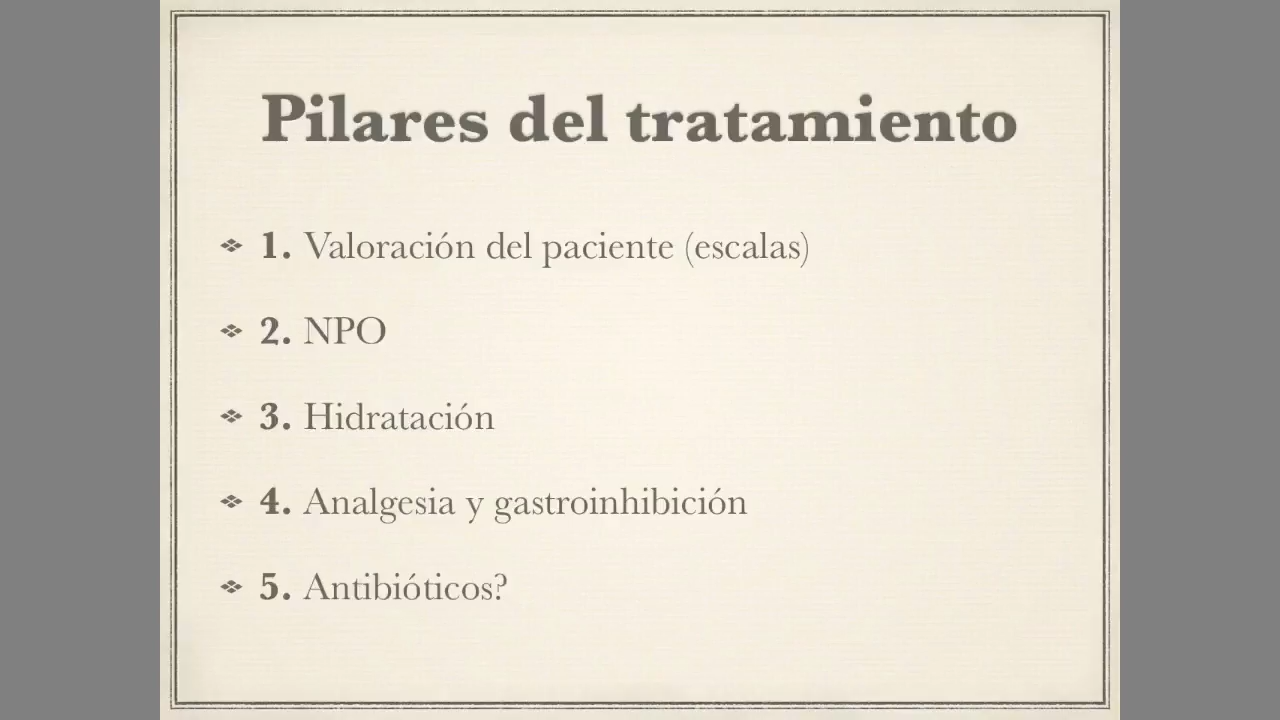 Pilares del tratamiento
1. Valoración del paciente (escalas)
2. NPO
3. Hidratación
4. Analgesia y gastroinhibición
5. Antibióticos?